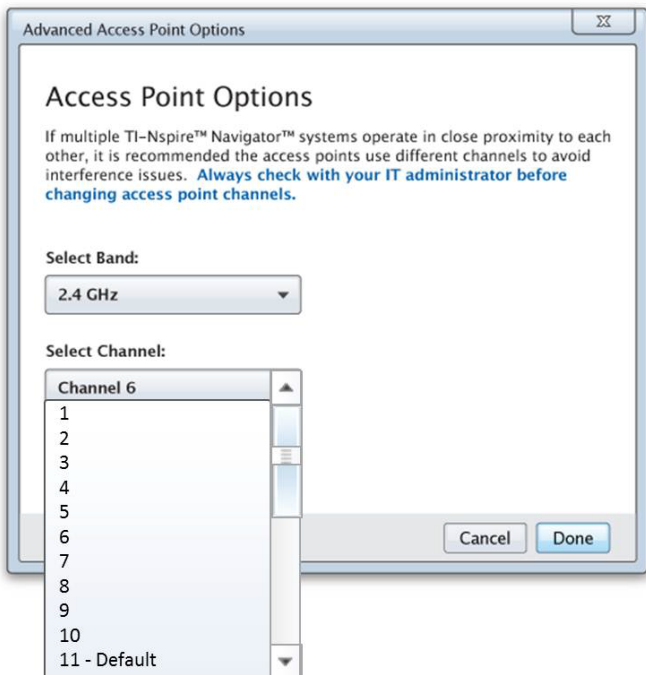 Advanced Access Point Options
Access Point Options
If multiple TI-Nspire™ Navigator™ systems operate in close proximity to each
other, it is recommended the access points use different channels to avoid
interference issues. Always check with your IT administrator before
changing access point channels.
Select Band:
2.4 GHz
Select Channel:
Channel 6
1
2
3
4
5
6
7
8
9
10
11 - Default
Cancel
Done